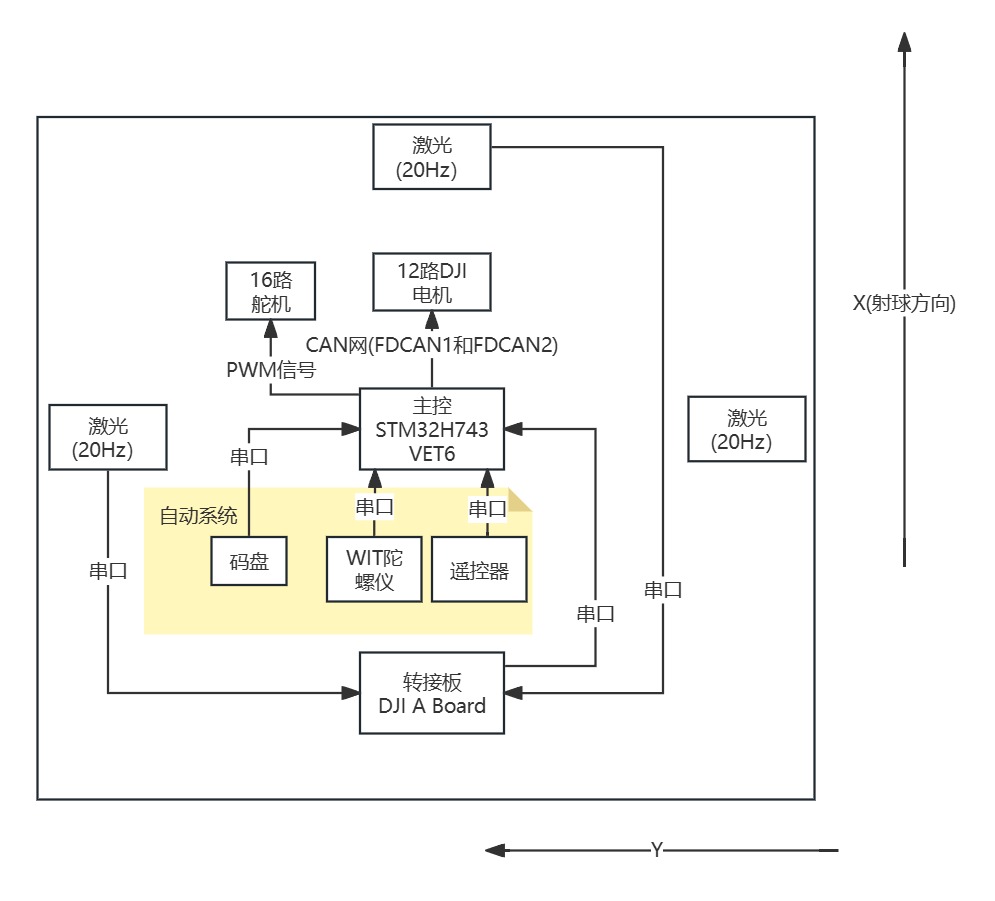 激光
(20Hz)
16路
舵机
12路DJI
电机
X(射球方向)
CAN网(FDCAN1和FDCAN2)
PWM信号
主控
STM32H743
VET6
激光
(20Hz)
激光
(20Hz)
串口
自动系统
串口
串口
码盘
WIT陀
螺仪
遥控器
串口
串口
串口
转接板
DJI A Board
Y